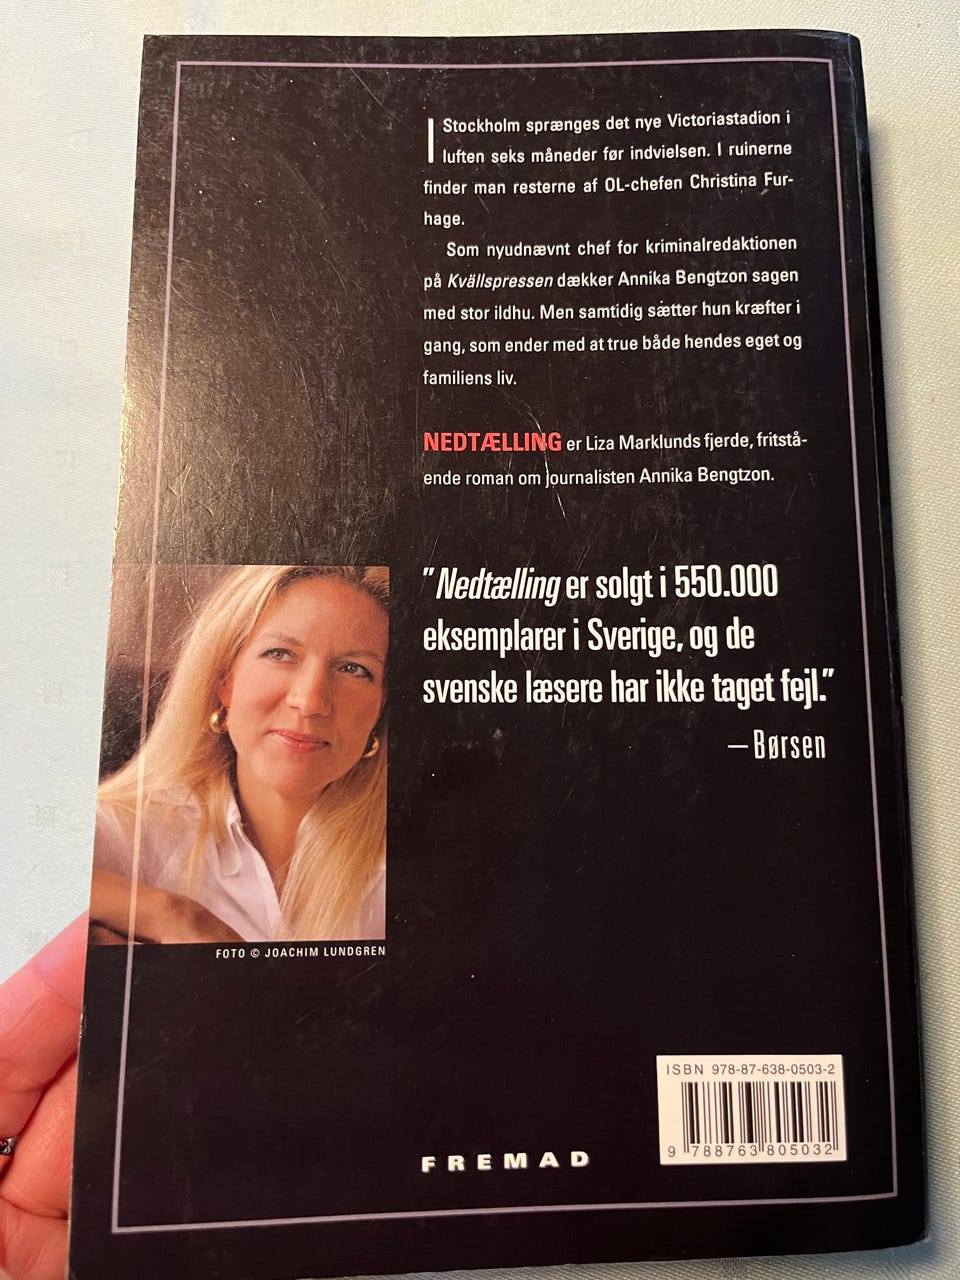 I Stockholm sprænges det nye Victoriastadion i
luften seks måneder før indvielsen. I ruinerne
finder man resterne af OL-chefen Christina Fur-
hage.
Som nyudnævnt chef for kriminalredaktionen
på Kvällspressen dækker Annika Bengtzon sagen
med stor ildhu. Men samtidig sætter hun kræfter i
gang, som ender med at true både hendes eget og
familiens liv.
NEDTÆLLING er Liza Marklunds fjerde, fritstå-
ende roman om journalisten Annika Bengtzon.
"Nedtælling er solgt i 550.000
eksemplarer i Sverige, og de
svenske læsere har ikke taget fejl."
– Børsen
FOTO © JOACHIM LUNDGREN
ISBN 978-87-638-0503-2
9 788763 805032
FREMAD